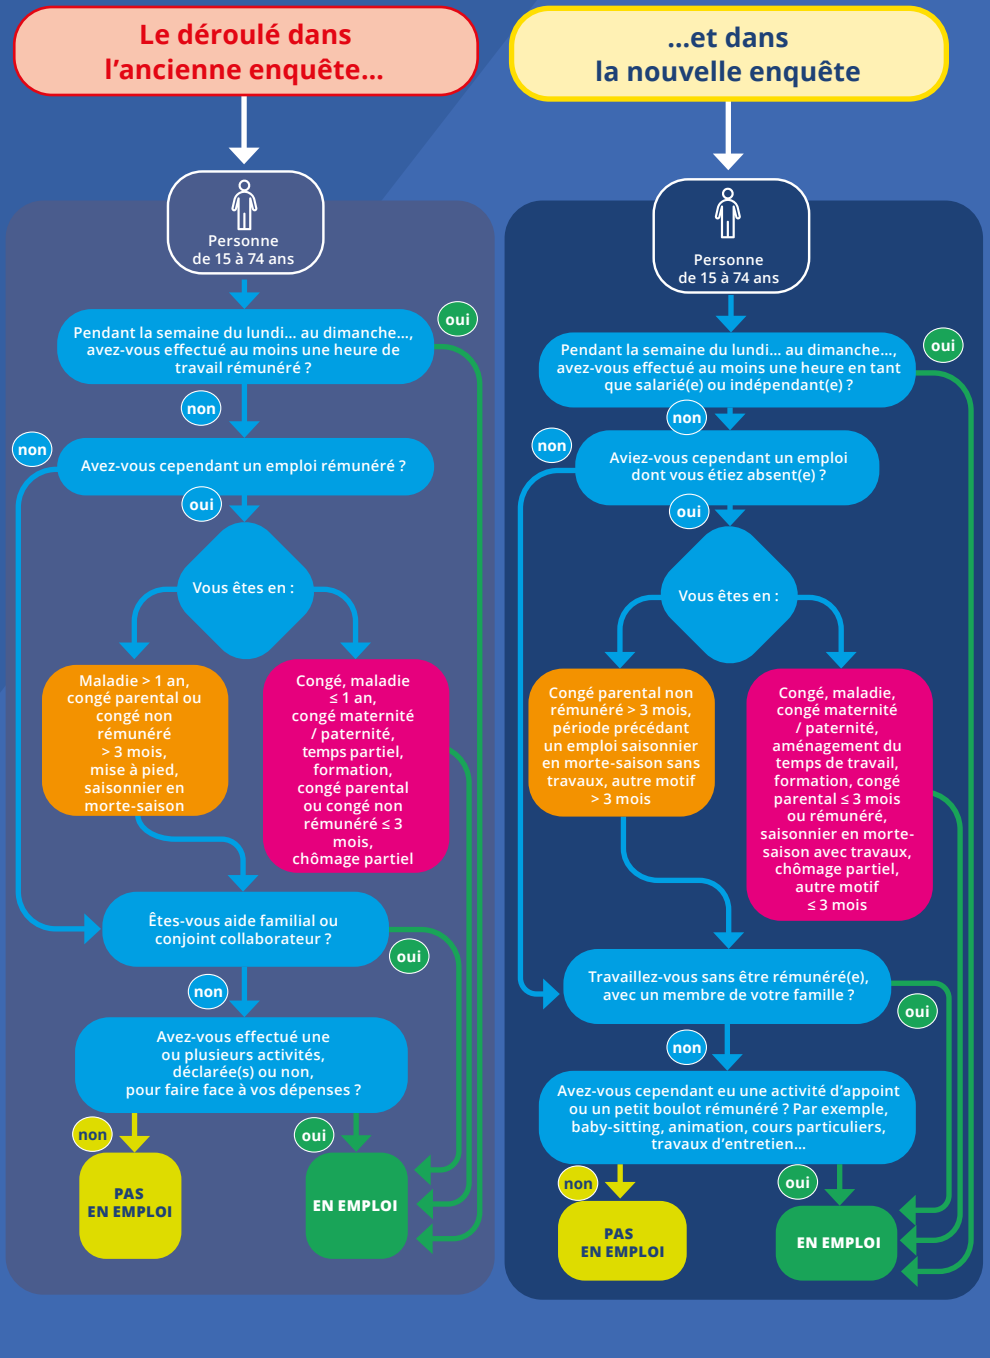 Le déroulé dans
l’ancienne enquête...
Personne
de 15 à 74 ans
Pendant la semaine du lundi... au dimanche...,
avez-vous effectué au moins une heure de
travail rémunéré ?
oui
non
non
Avez-vous cependant un emploi rémunéré ?
oui
Vous êtes en :
Maladie > 1 an,
congé parental ou
congé non
rémunéré
> 3 mois,
mise à pied,
saisonnier en
morte-saison
Congé, maladie
≤ 1 an,
congé maternité
/ paternité,
temps partiel,
formation,
congé parental
ou congé non
rémunéré ≤ 3
mois,
chômage partiel
Êtes-vous aide familial ou
conjoint collaborateur ?
oui
non
Avez-vous effectué une
ou plusieurs activités,
déclarée(s) ou non,
pour faire face à vos dépenses ?
non
oui
PAS
EN EMPLOI
EN EMPLOI
...et dans
la nouvelle enquête
Personne
de 15 à 74 ans
Pendant la semaine du lundi... au dimanche...,
avez-vous effectué au moins une heure en tant
que salarié(e) ou indépendant(e) ?
oui
non
non
Aviez-vous cependant un emploi
dont vous étiez absent(e) ?
oui
Vous êtes en :
Congé parental non
rémunéré > 3 mois,
période précédant
un emploi saisonnier
en morte-saison sans
travaux, autre motif
> 3 mois
Congé, maladie,
congé maternité
/ paternité,
aménagement du
temps de travail,
formation, congé
parental ≤ 3 mois
ou rémunéré,
saisonnier en morte-
saison avec travaux,
chômage partiel,
autre motif
≤ 3 mois
Travaillez-vous sans être rémunéré(e),
avec un membre de votre famille ?
oui
non
Avez-vous cependant eu une activité d’appoint
ou un petit boulot rémunéré ? Par exemple,
baby-sitting, animation, cours particuliers,
travaux d’entretien...
non
oui
PAS
EN EMPLOI
EN EMPLOI